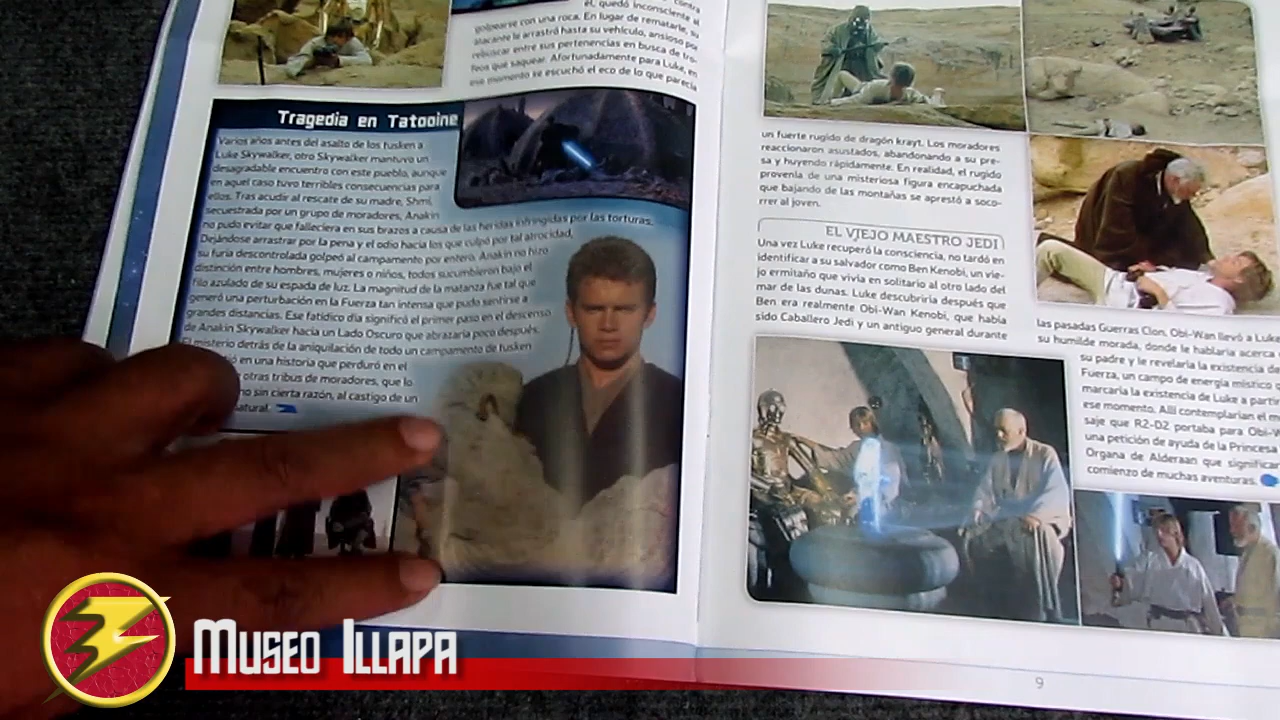 él, quedó inconsciente al
golpearse con una roca. En lugar de rematarle, su
atacante le arrastró hasta su vehículo, ansioso por
rebuscar entre sus pertenencias en busca de tro-
feos que saquear. Afortunadamente para Luke, en
ese momento se escuchó el eco de lo que parecía
Tragedia en Tatooine
Varios años antes del asalto de los tusken a
Luke Skywalker, otro Skywalker mantuvo un
desagradable encuentro con este pueblo, aunque
en aquel caso tuvo terribles consecuencias para
ellos. Tras acudir al rescate de su madre, Shmi,
secuestrada por un grupo de moradores, Anakin
no pudo evitar que falleciera en sus brazos a causa de las heridas infringidas por las torturas.
Dejándose arrastrar por la pena y el odio hacia los que culpó por tal atrocidad,
su furia descontrolada golpeó al campamento por entero. Anakin no hizo
distinción entre hombres, mujeres o niños, todos sucumbieron bajo el
filo azulado de su espada de luz. La magnitud de la matanza fue tal que
generó una perturbación en la Fuerza tan intensa que pudo sentirse a
grandes distancias. Ese fatídico día significó el primer paso en el descenso
de Anakin Skywalker hacia un Lado Oscuro que abrazaría poco después.
El misterio detrás de la aniquilación de todo un campamento de tusken
en una historia que perduró en el
otras tribus de moradores, que lo
no sin cierta razón, al castigo de un
natural.
un fuerte rugido de dragón krayt. Los moradores
reaccionaron asustados, abandonando a su pre-
sa y huyendo rápidamente. En realidad, el rugido
provenía de una misteriosa figura encapuchada
que bajando de las montañas se aprestó a soco-
rrer al joven.
EL VIEJO MAESTRO JEDI
Una vez Luke recuperó la consciencia, no tardó en
identificar a su salvador como Ben Kenobi, un vie-
jo ermitaño que vivía en solitario al otro lado del
mar de las dunas. Luke descubriría después que
Ben era realmente Obi-Wan Kenobi, que había
sido Caballero Jedi y un antiguo general durante
las pasadas Guerras Clon. Obi-Wan llevó a Luke
su humilde morada, donde le hablaría acerca
su padre y le revelaría la existencia de
Fuerza, un campo de energía místico
marcaría la existencia de Luke a partir
ese momento. Allí contemplarían el
saje que R2-D2 portaba para
una petición de ayuda de la Princesa
Organa de Alderaan que
comienzo de muchas aventuras.
9
MUSEO ILLAPA